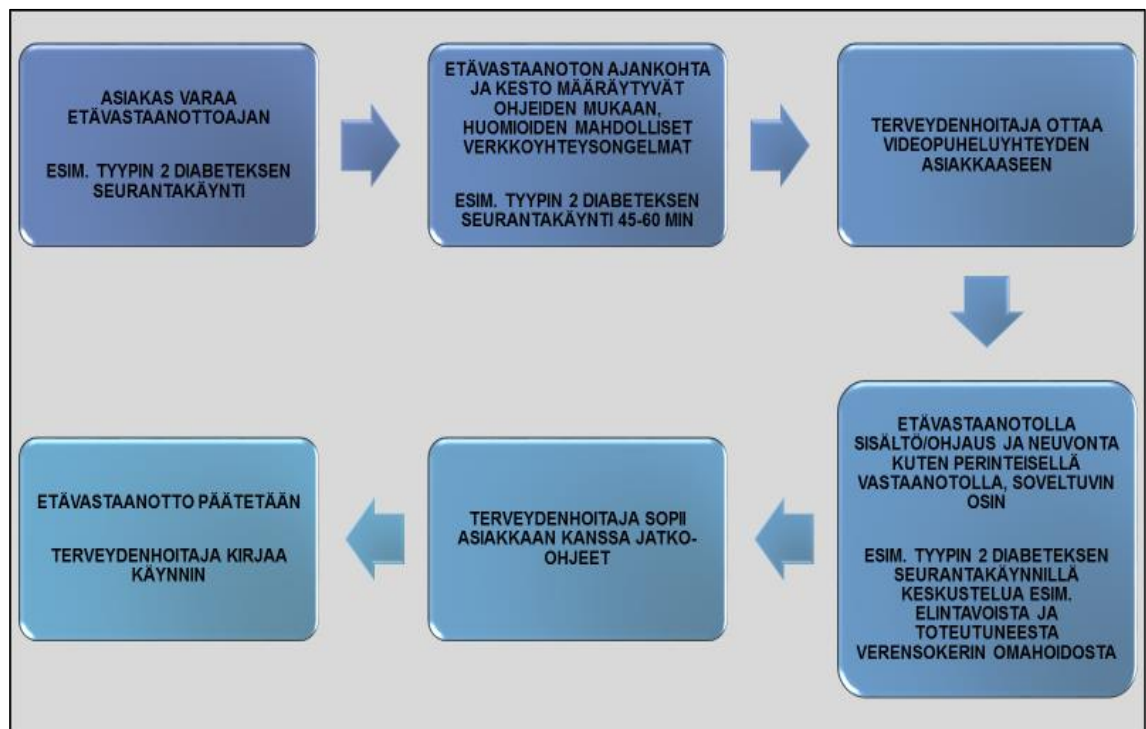 ASIAKAS VARAA
ETÄVASTAANOTTOAJAN
ESIM. TYYPIN 2 DIABETEKSEN
SEURANTAKÄYNTI
ETÄVASTAANOTON AJANKOHTA
JA KESTO MÄÄRÄYTYVÄT
OHJEIDEN MUKAAN,
HUOMIOIDEN MAHDOLLISET
VERKKOYHTEYSONGELMAT
ESIM. TYYPIN 2 DIABETEKSEN
SEURANTAKÄYNTI 45-60 MIN
TERVEYDENHOITAJA OTTAA
VIDEOPUHELUYHTEYDEN
ASIAKKAASEEN
ETÄVASTAANOTOLLA
SISÄLTÖ/OHJAUS JA NEUVONTA
KUTEN PERINTEISELLÄ
VASTAANOTOLLA, SOVELTUVIN
OSIN
ESIM. TYYPIN 2 DIABETEKSEN
SEURANTAKÄYNNILLÄ
KESKUSTELUA ESIM.
ELINTAVOISTA JA
TOTEUTUNEESTA
VERENSOKERIN OMAHOIDOSTA
TERVEYDENHOITAJA SOPII
ASIAKKAAN KANSSA JATKO-
OHJEET
ETÄVASTAANOTTO PÄÄTETÄÄN
TERVEYDENHOITAJA KIRJAA
KÄYNNIN